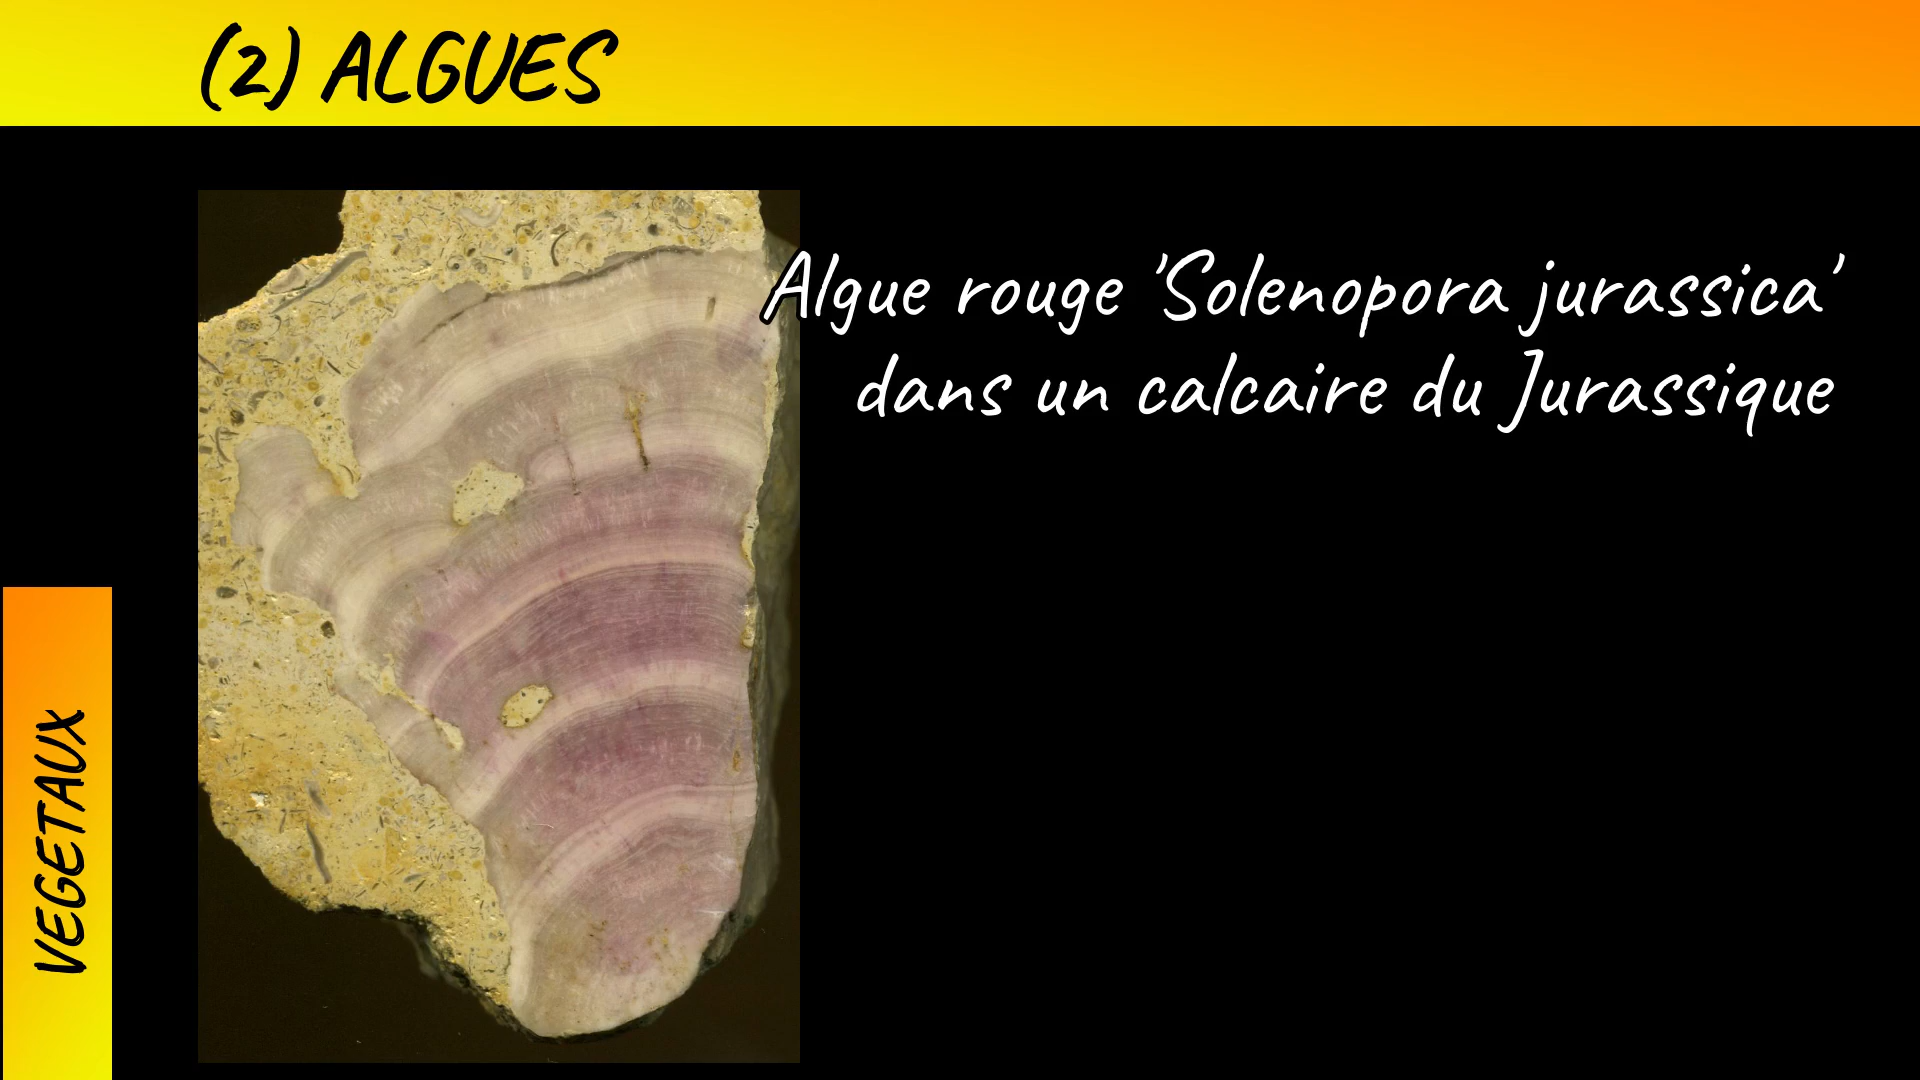 (2) ALGUES
Algue rouge 'Solenopora jurassica'
dans un calcaire du Jurassique
VEGETAUX